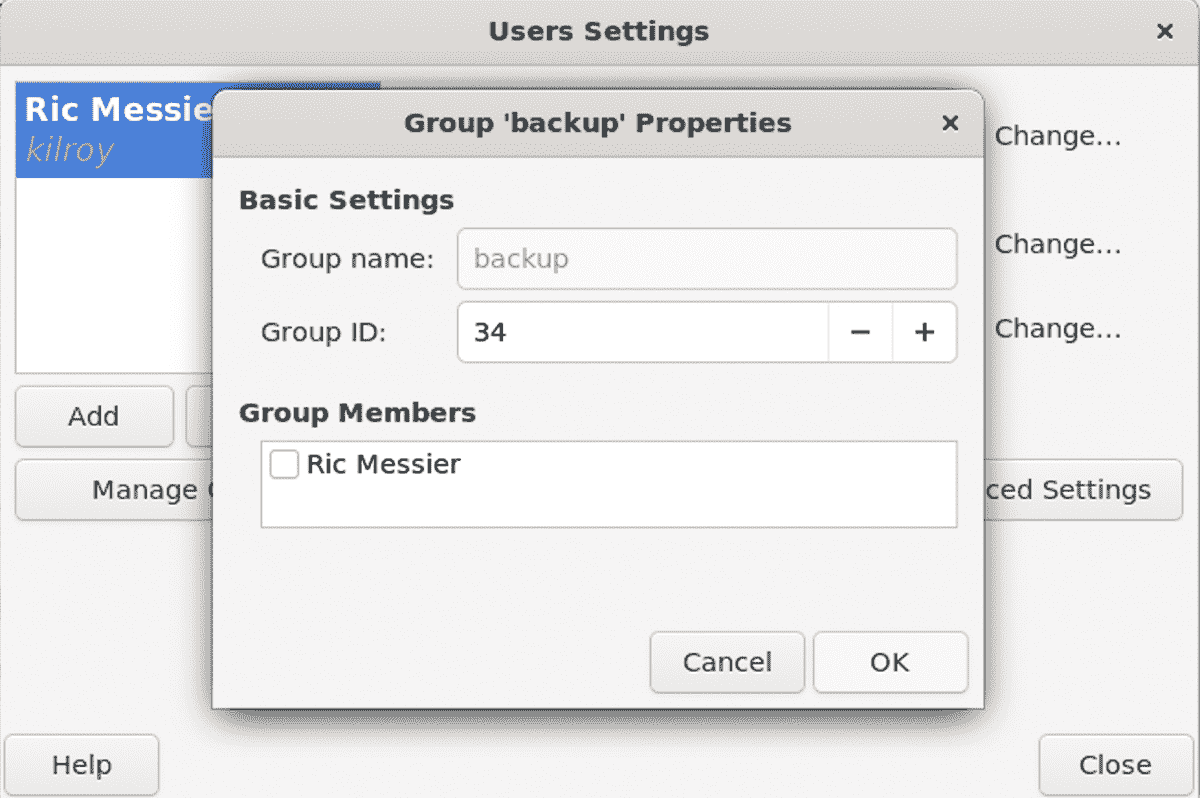 Users Settings
Ric Messie
kilroy
Change...
Change...
Change...
Add
Manage
ced Settings
Help
Close
Group 'backup' Properties
Basic Settings
Group name: backup
Group ID: 34
Group Members
Ric Messier
Cancel OK